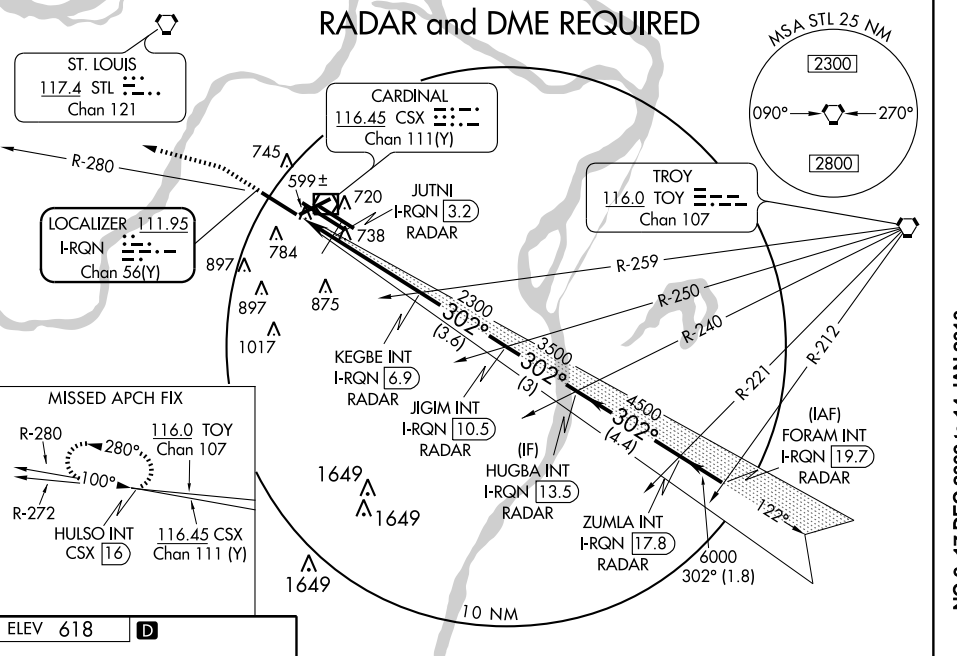 RADAR and DME REQUIRED
MSA STL 25 NM
2300
090°
270°
2800
ST. LOUIS
117.4 STL
Chan 121
CARDINAL
116.45 CSX
Chan 111(Y)
TROY
116.0 TOY
Chan 107
R-280
745
599 ±
720
738
784
JUTNI
I-RQN 3.2
RADAR
LOCALIZER 111.95
I-RQN
Chan 56(Y)
897
897
875
1017
R-259
R-250
R-240
R-221
R-212
2300
302°
(3.6)
3500
302°
(3)
4500
302°
(4.4)
KEGBE INT
I-RQN 6.9
RADAR
JIGIM INT
I-RQN 10.5
RADAR
(IF)
HUGBA INT
I-RQN 13.5
RADAR
ZUMLA INT
I-RQN 17.8
RADAR
(IAF)
FORAM INT
I-RQN 19.7
RADAR
122°
6000
302° (1.8)
MISSED APCH FIX
R-280
280°
116.0 TOY
Chan 107
100°
R-272
HULSO INT
CSX 16
116.45 CSX
Chan 111 (Y)
1649
1649
1649
10 NM
ELEV 618
D